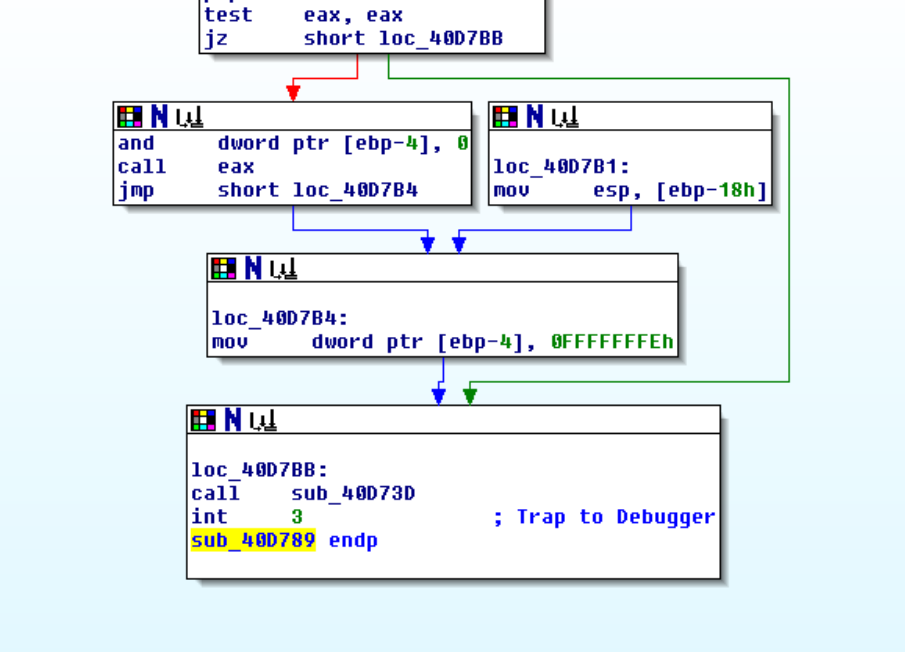 test eax, eax
jz short loc_40D7BB
N
and dword ptr [ebp-4], 0
call eax
jmp short loc_40D7B4
N
loc_40D7B1:
mov esp, [ebp-18h]
N
loc_40D7B4:
mov dword ptr [ebp-4], 0FFFFFFFEh
N
loc_40D7BB:
call sub_40D73D
int 3 ; Trap to Debugger
sub_40D789 endp